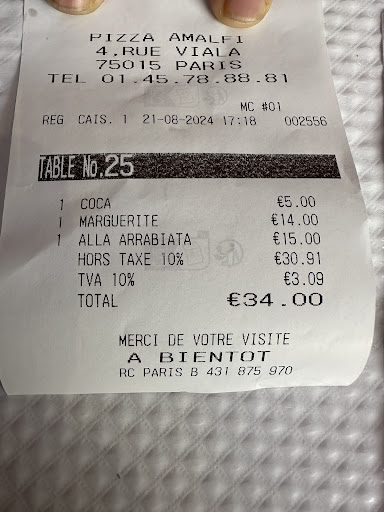 PIZZA AMALFI
4, RUE VIALA
75015 PARIS
TEL 01.45.78.88.81
MC #01
REG CAIS. 1 21-08-2024 17:18 002556
TABLE No.25
1 COCA €5.00
1 MARGUERITE €14.00
1 ALLA ARRABIATA €15.00
HORS TAXE 10% €30.91
TVA 10% €3.09
TOTAL €34.00
MERCI DE VOTRE VISITE
A BIENTOT
RC PARIS B 431 875 970